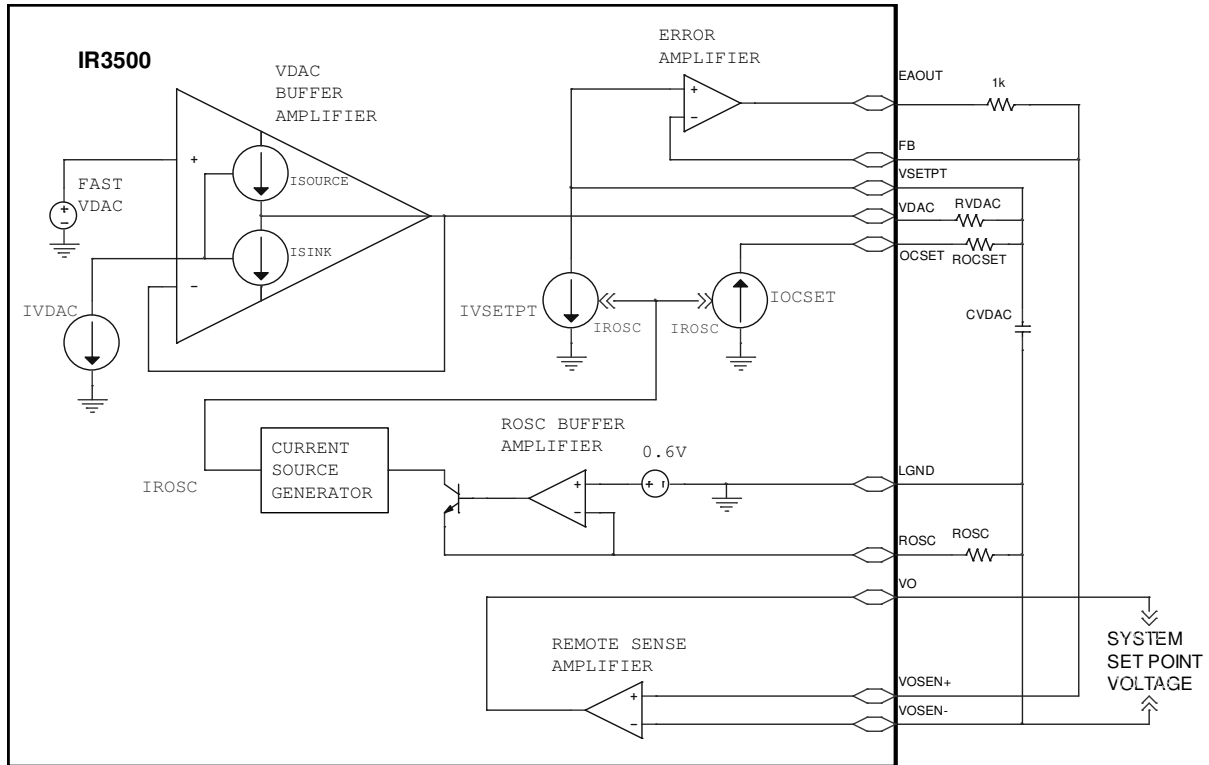 IR3500
VDAC
BUFFER
AMPLIFIER
ERROR
AMPLIFIER
EAOUT
1k
+
-
FB
+
FAST
VDAC
+
-
ISOURCE
VSETPT
VDAC
RVDAC
OCSET
ROCSET
ISINK
-
IVDAC
IVSETPT
IROSC
IROSC
IOCSET
CVDAC
ROSC BUFFER
AMPLIFIER
CURRENT
SOURCE
GENERATOR
IROSC
0.6V
+
-
+
LGND
ROSC
ROSC
VO
REMOTE SENSE
AMPLIFIER
SYSTEM
SET POINT
VOLTAGE
+
-
VOSEN+
VOSEN-